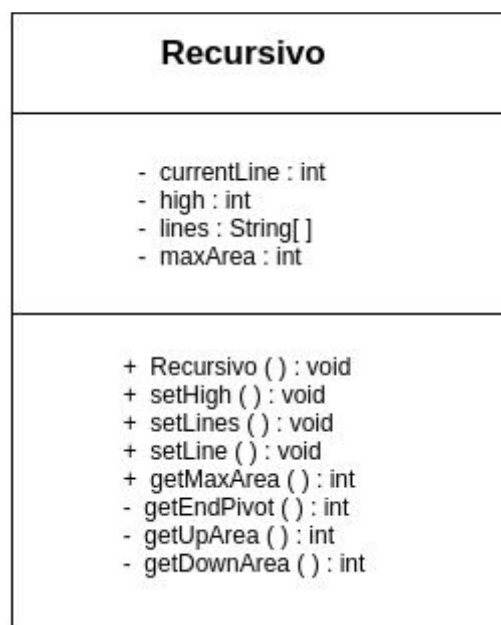 Recursivo
- currentLine : int
- high : int
- lines : String[ ]
- maxArea : int
+ Recursivo ( ) : void
+ setHigh ( ) : void
+ setLines ( ) : void
+ setLine ( ) : void
+ getMaxArea ( ) : int
- getEndPivot ( ) : int
- getUpArea ( ) : int
- getDownArea ( ) : int